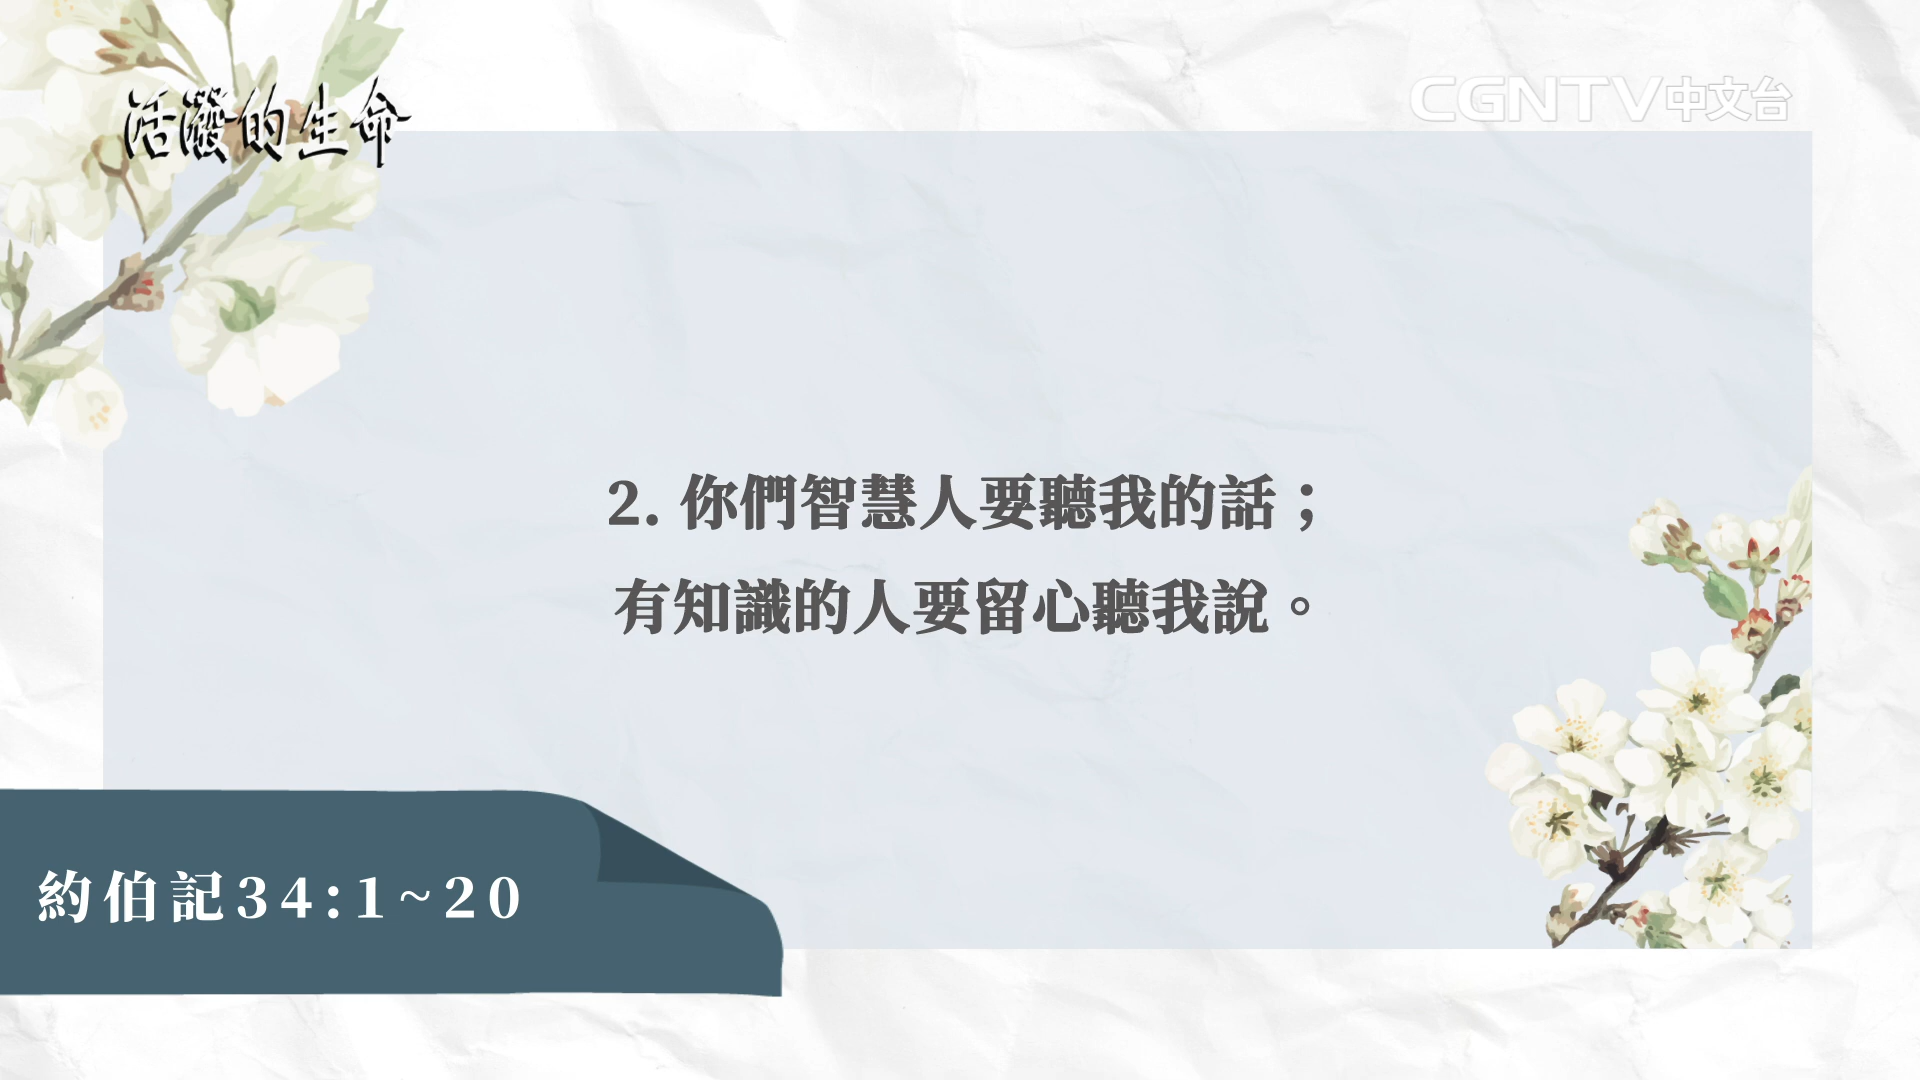 活潑的生命
CGNTV中文台
2. 你們智慧人要聽我的話；
有知識的人要留心聽我說。
約伯記34:1~20